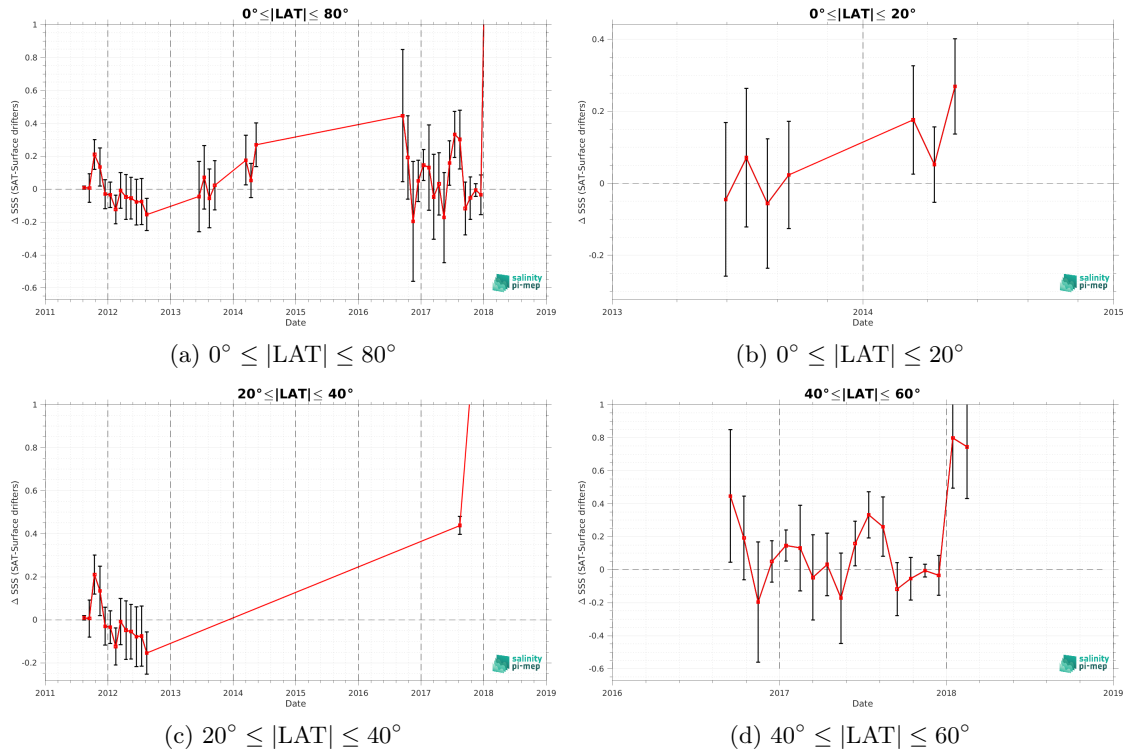 0°≤|LAT|≤ 80°
1
0.8
0.6
0.4
0.2
0
-0.2
-0.4
-0.6
Δ SSS (SAT-Surface drifters)
2011 2012 2013 2014 2015 2016 2017 2018 2019
Date
salinity
pi-mep
(a) 0° ≤ |LAT| ≤ 80°
0°≤|LAT|≤ 20°
0.4
0.2
0
-0.2
Δ SSS (SAT-Surface drifters)
2013 2014 2015
Date
salinity
pi-mep
(b) 0° ≤ |LAT| ≤ 20°
20°≤|LAT|≤ 40°
1
0.8
0.6
0.4
0.2
0
-0.2
Δ SSS (SAT-Surface drifters)
2011 2012 2013 2014 2015 2016 2017 2018 2019
Date
salinity
pi-mep
(c) 20° ≤ |LAT| ≤ 40°
40°≤|LAT|≤ 60°
1
0.8
0.6
0.4
0.2
0
-0.2
-0.4
-0.6
Δ SSS (SAT-Surface drifters)
2016 2017 2018 2019
Date
salinity
pi-mep
(d) 40° ≤ |LAT| ≤ 60°